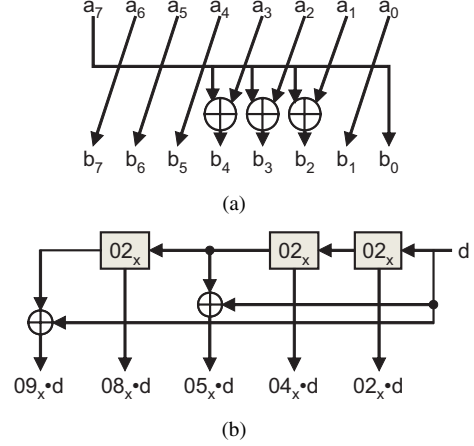 a₇ a₆ a₅ a₄ a₃ a₂ a₁ a₀
b₇ b₆ b₅ b₄ b₃ b₂ b₁ b₀
(a)
02ₓ 02ₓ 02ₓ d
09ₓ•d 08ₓ•d 05ₓ•d 04ₓ•d 02ₓ•d
(b)